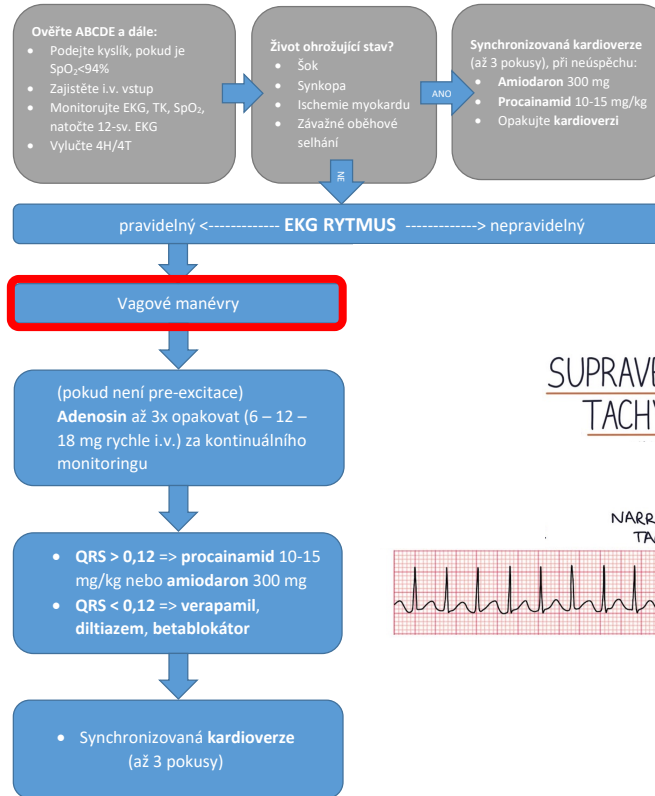 Ověřte ABCDE a dále:
• Podejte kyslík, pokud je
SpO₂<94%
• Zajistěte i.v. vstup
• Monitorujte EKG, TK, SpO₂,
natočte 12-sv. EKG
• Vylučte 4H/4T
Život ohrožující stav?
• Šok
• Synkopa
• Ischemie myokardu
• Závažné oběhové
selhání
ANO
Synchronizovaná kardioverze
(až 3 pokusy), při neúspěchu:
• Amiodaron 300 mg
• Procainamid 10-15 mg/kg
• Opakujte kardioverzi
NE
pravidelný <------------- EKG RYTMUS -------------> nepravidelný
Vagové manévry
(pokud není pre-excitace)
Adenosin až 3x opakovat (6 – 12 –
18 mg rychle i.v.) za kontinuálního
monitoringu
• QRS > 0,12 => procainamid 10-15
mg/kg nebo amiodaron 300 mg
• QRS < 0,12 => verapamil,
diltiazem, betablokátor
• Synchronizovaná kardioverze
(až 3 pokusy)
SUPRAVE
TACHY
NARR
TA